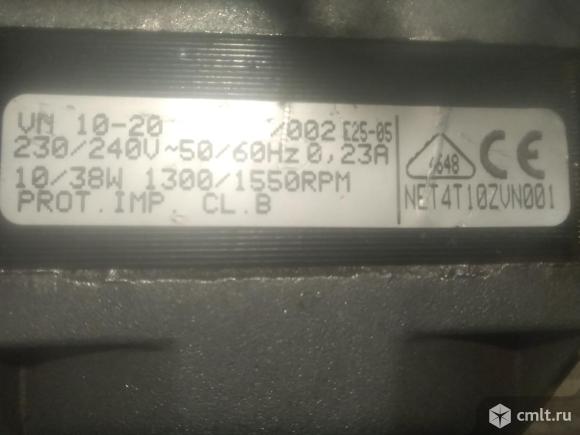 VN 10-20 /002 E25-05
230/240V~50/60Hz 0,23A
10/38W 1300/1550RPM
PROT.IMP CL.B
4648
CE
NET4T10ZVN001
cmlt.ru